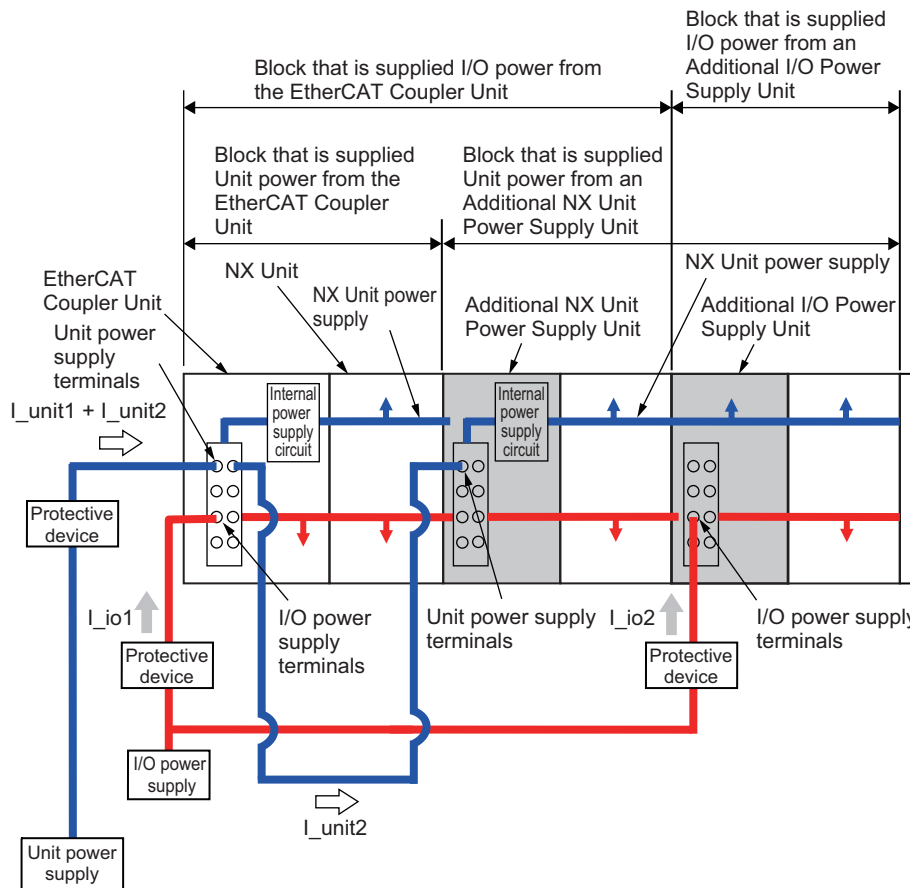 Block that is supplied
I/O power from an
Additional I/O Power
Supply Unit
Block that is supplied I/O power from
the EtherCAT Coupler Unit
Block that is supplied
Unit power from the
EtherCAT Coupler
Unit
Block that is supplied
Unit power from an
Additional NX Unit
Power Supply Unit
EtherCAT
Coupler Unit
NX Unit
NX Unit power
supply
Additional NX Unit
Power Supply Unit
NX Unit power supply
Additional I/O Power
Supply Unit
Unit power
supply
terminals
I_unit1 + I_unit2
Internal
power
supply
circuit
Internal
power
supply
circuit
Protective
device
I_io1
I/O power
supply
terminals
Unit power supply
terminals
I_io2
I/O power supply
terminals
Protective
device
Protective
device
I/O power
supply
I_unit2
Unit power
supply